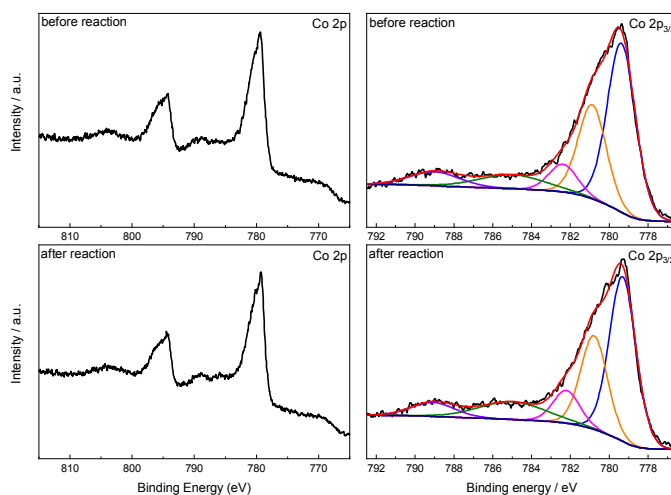 before reaction
Co 2p
before reaction
Co 2p3/2
Intensity / a.u.
810 800 790 780 770
792 790 788 786 784 782 780 778
after reaction
Co 2p
after reaction
Co 2p3/2
Intensity / a.u.
810 800 790 780 770
792 790 788 786 784 782 780 778
Binding Energy (eV)
Binding energy / eV